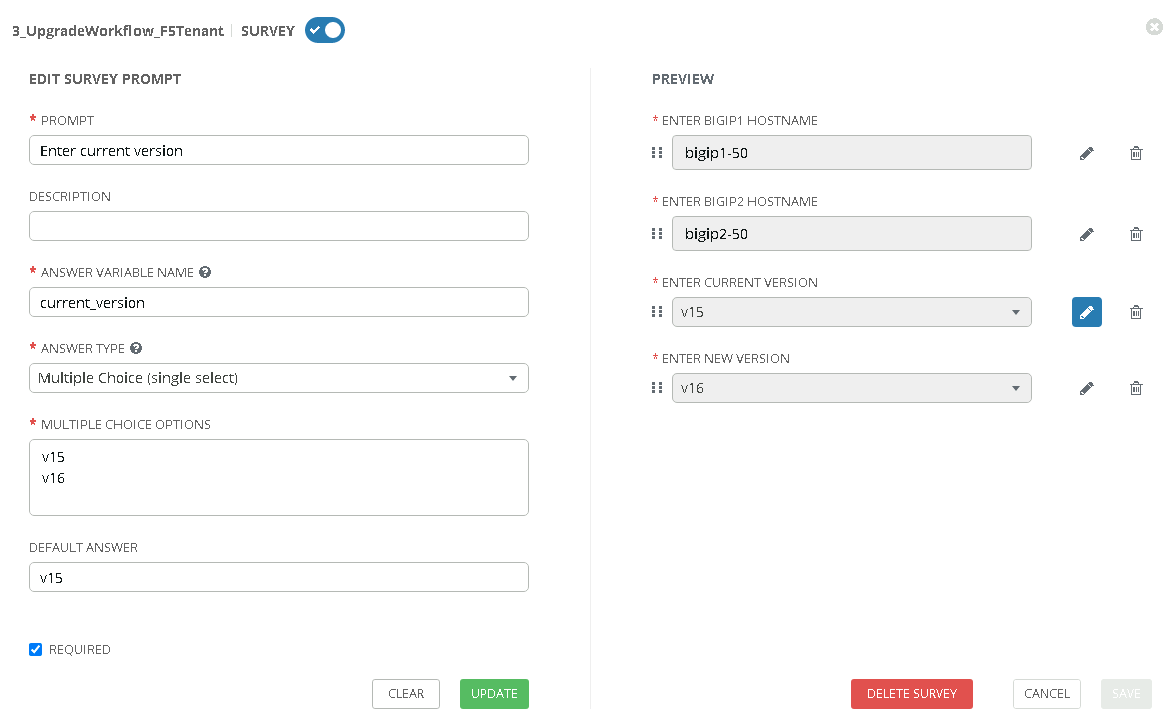 3_UpgradeWorkflow_F5Tenant SURVEY
EDIT SURVEY PROMPT
* PROMPT
Enter current version
DESCRIPTION
* ANSWER VARIABLE NAME ?
current_version
* ANSWER TYPE ?
Multiple Choice (single select)
* MULTIPLE CHOICE OPTIONS
v15
v16
DEFAULT ANSWER
v15
REQUIRED
CLEAR UPDATE
PREVIEW
* ENTER BIGIP1 HOSTNAME
bigip1-50
* ENTER BIGIP2 HOSTNAME
bigip2-50
* ENTER CURRENT VERSION
v15
* ENTER NEW VERSION
v16
DELETE SURVEY CANCEL SAVE